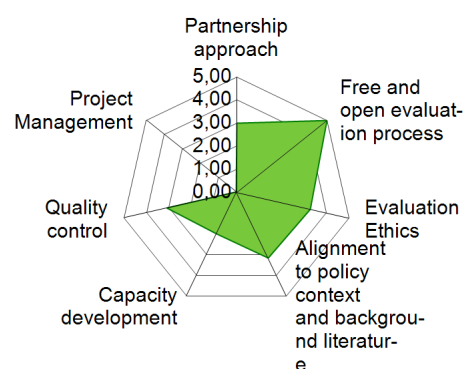 Partnership
approach
5,00
4,00
3,00
2,00
1,00
0,00
Free and
open evaluat-
ion process
Evaluation
Ethics
Alignment
to policy
context
and backgrou-
nd literatur-
e
Capacity
development
Quality
control
Project
Management